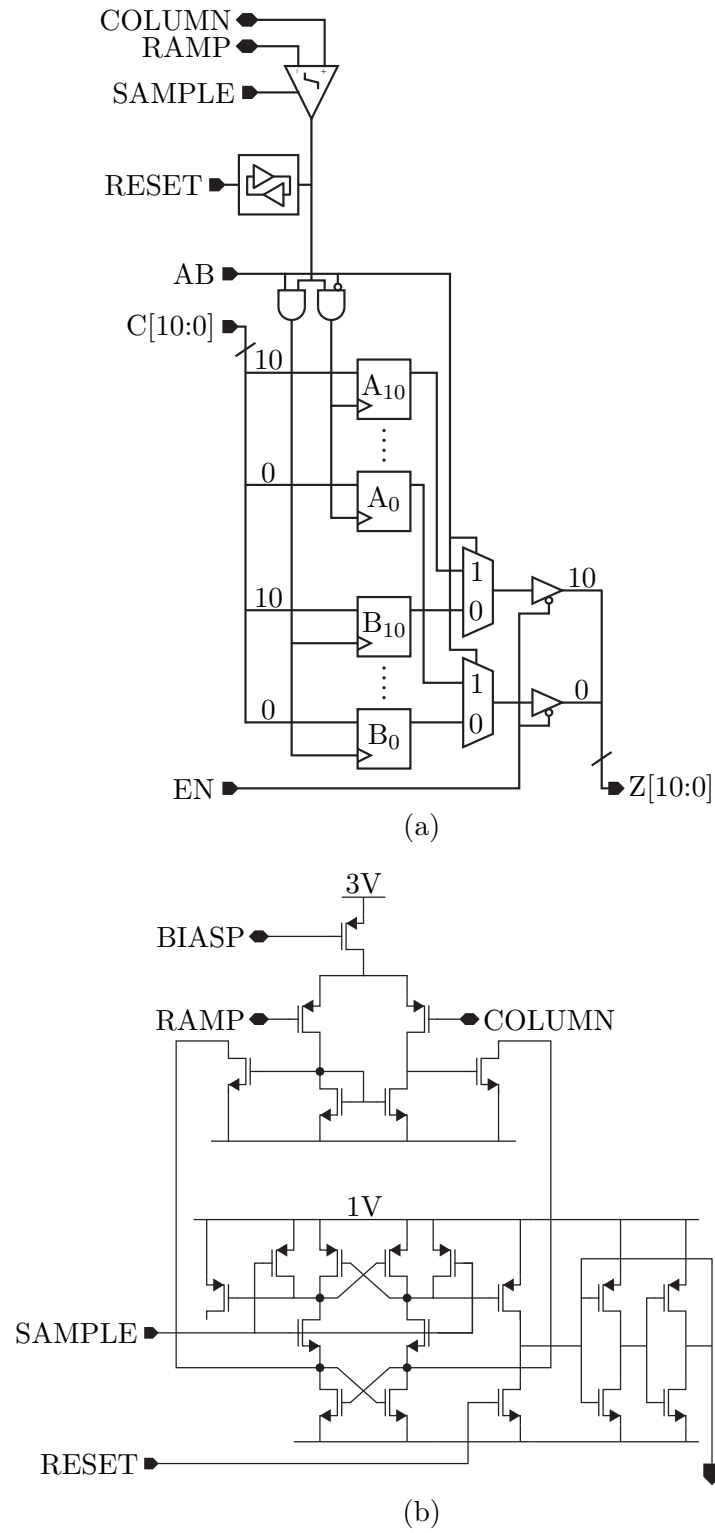 COLUMN
RAMP
- +
SAMPLE
RESET
AB
C[10:0]
10
A10
0
A0
1
10
10
B10
0
0
1
0
B0
0
EN
Z[10:0]
(a)
3V
BIASP
RAMP
COLUMN
1V
SAMPLE
RESET
(b)